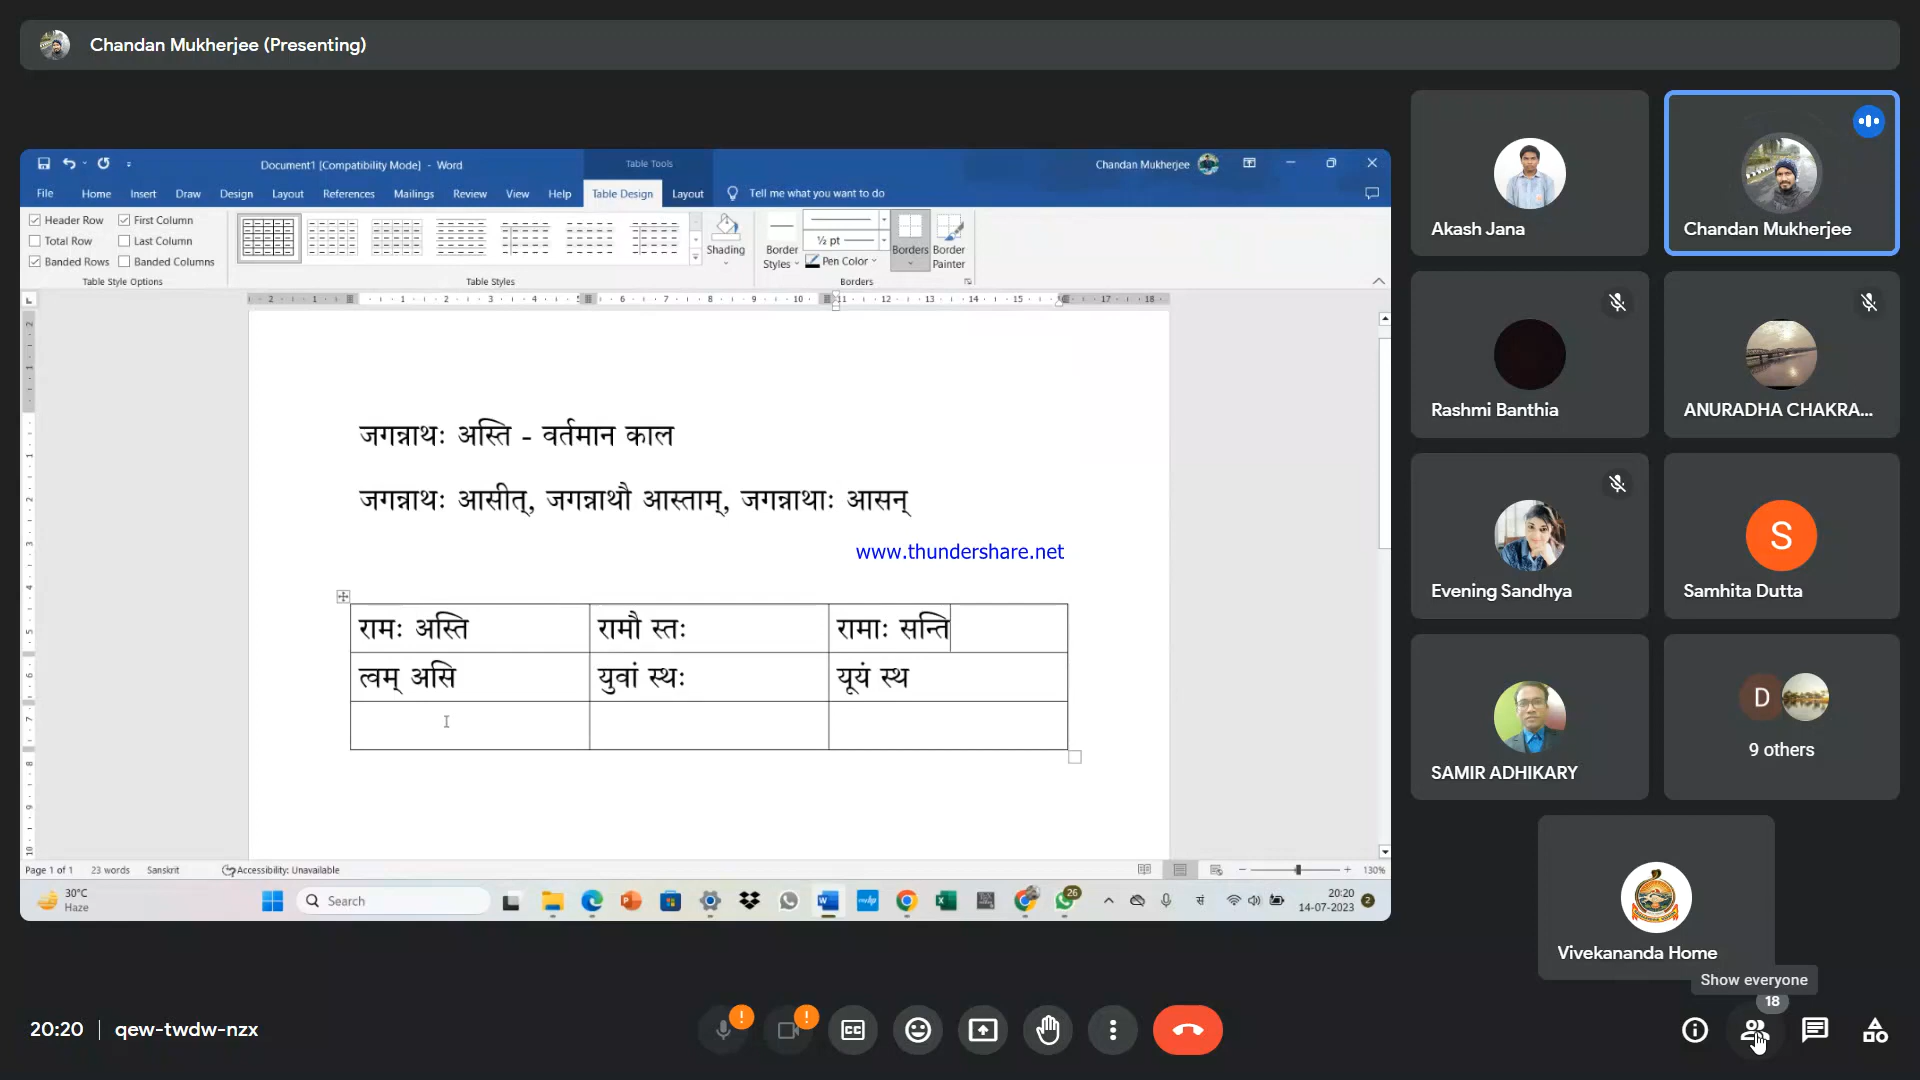 Chandan Mukherjee (Presenting)
Document1 [Compatibility Mode] - Word
Table Tools
Chandan Mukherjee
File Home Insert Draw Design Layout References Mailings Review View Help Table Design Layout Tell me what you want to do
Header Row First Column
Total Row Last Column
Banded Rows Banded Columns
Table Style Options
Table Styles
Shading
Border Styles
½ pt
Pen Color
Borders
Border Painter
Borders
जगन्नाथः अस्ति - वर्तमान काल
जगन्नाथः आसीत्, जगन्नाथौ आस्ताम्, जगन्नाथाः आसन्
www.thundershare.net
रामः अस्ति रामौ स्तः रामाः सन्ति
त्वम् असि युवां स्थः यूयं स्थ
Page 1 of 1 23 words Sanskrit Accessibility: Unavailable 130%
30°C
Haze
Search
26
सं
20:20
14-07-2023
2
Akash Jana
Chandan Mukherjee
Rashmi Banthia
ANURADHA CHAKRA...
Evening Sandhya
S
Samhita Dutta
SAMIR ADHIKARY
D
9 others
Vivekananda Home
Show everyone
18
20:20 | qew-twdw-nzx